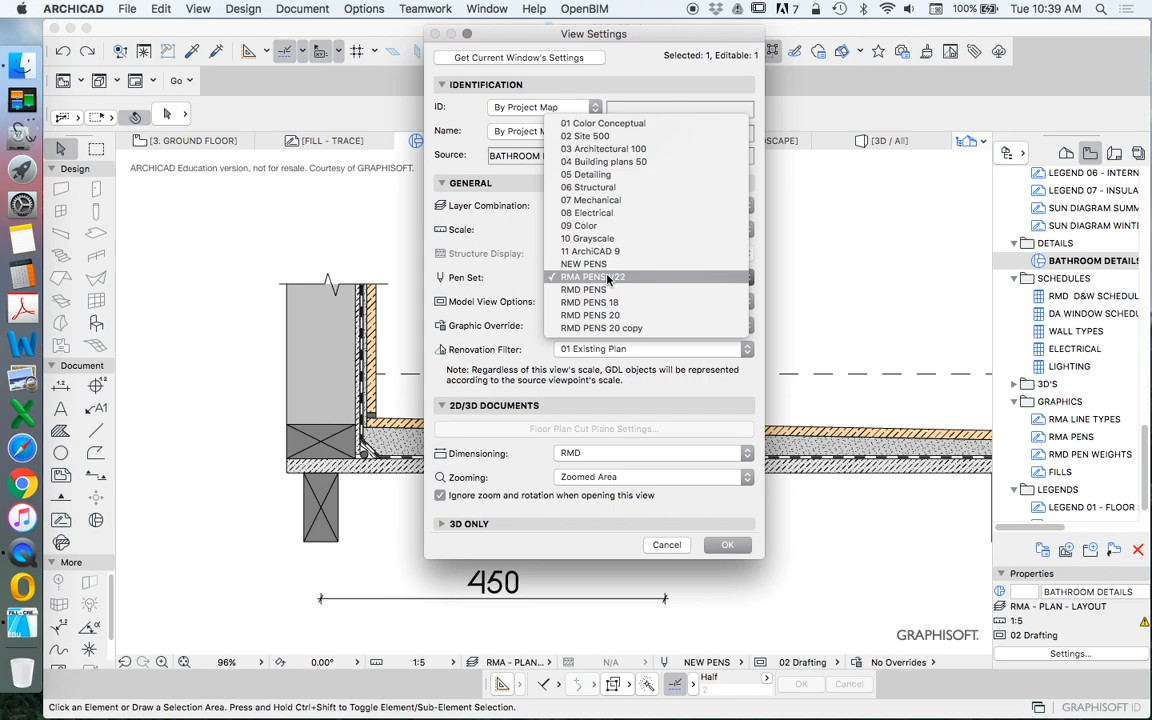 ARCHICAD File Edit View Design Document Options Teamwork Window Help OpenBIM 7 100% Tue 10:39 AM
View Settings
Get Current Window's Settings
Selected: 1, Editable: 1
Go
IDENTIFICATION
ID:
By Project Map
Name:
By Project M
Source:
BATHROOM
[3. GROUND FLOOR]
[FILL - TRACE]
[3D / All]
ARCHICAD Education version, not for resale. Courtesy of GRAPHISOFT.
GENERAL
Layer Combination:
Scale:
Structure Display:
Pen Set:
Model View Options:
Graphic Override:
Renovation Filter:
01 Existing Plan
01 Color Conceptual
02 Site 500
03 Architectural 100
04 Building plans 50
05 Detailing
06 Structural
07 Mechanical
08 Electrical
09 Color
10 Grayscale
11 ArchiCAD 9
NEW PENS
RMD PENS
RMD PENS 18
RMD PENS 20
RMD PENS 20 copy
Note: Regardless of this view's scale, GDL objects will be represented
according to the source viewpoint's scale.
2D/3D DOCUMENTS
Floor Plan Cut Plane Settings...
Dimensioning:
RMD
Zooming:
Zoomed Area
Ignore zoom and rotation when opening this view
3D ONLY
Cancel
OK
Design
Document
More
450
GRAPHISOFT.
LEGEND 06 - INTERN
LEGEND 07 - INSULA
SUN DIAGRAM SUMM
SUN DIAGRAM WINT
DETAILS
BATHROOM DETAILS
SCHEDULES
RMD D&W SCHEDUL
DA WINDOW SCHEDU
WALL TYPES
ELECTRICAL
LIGHTING
3D'S
GRAPHICS
RMA LINE TYPES
RMA PENS
RMD PEN WEIGHTS
FILLS
LEGENDS
LEGEND 01 - FLOOR
Properties
BATHROOM DETAILS
RMA - PLAN - LAYOUT
1:5
02 Drafting
Settings...
96% 0.00° 1:5 RMA - PLAN... N/A NEW PENS 02 Drafting No Overrides
Half
2
OK
Cancel
Click an Element or Draw a Selection Area. Press and Hold Ctrl+Shift to Toggle Element/Sub-Element Selection.
GRAPHISOFT ID